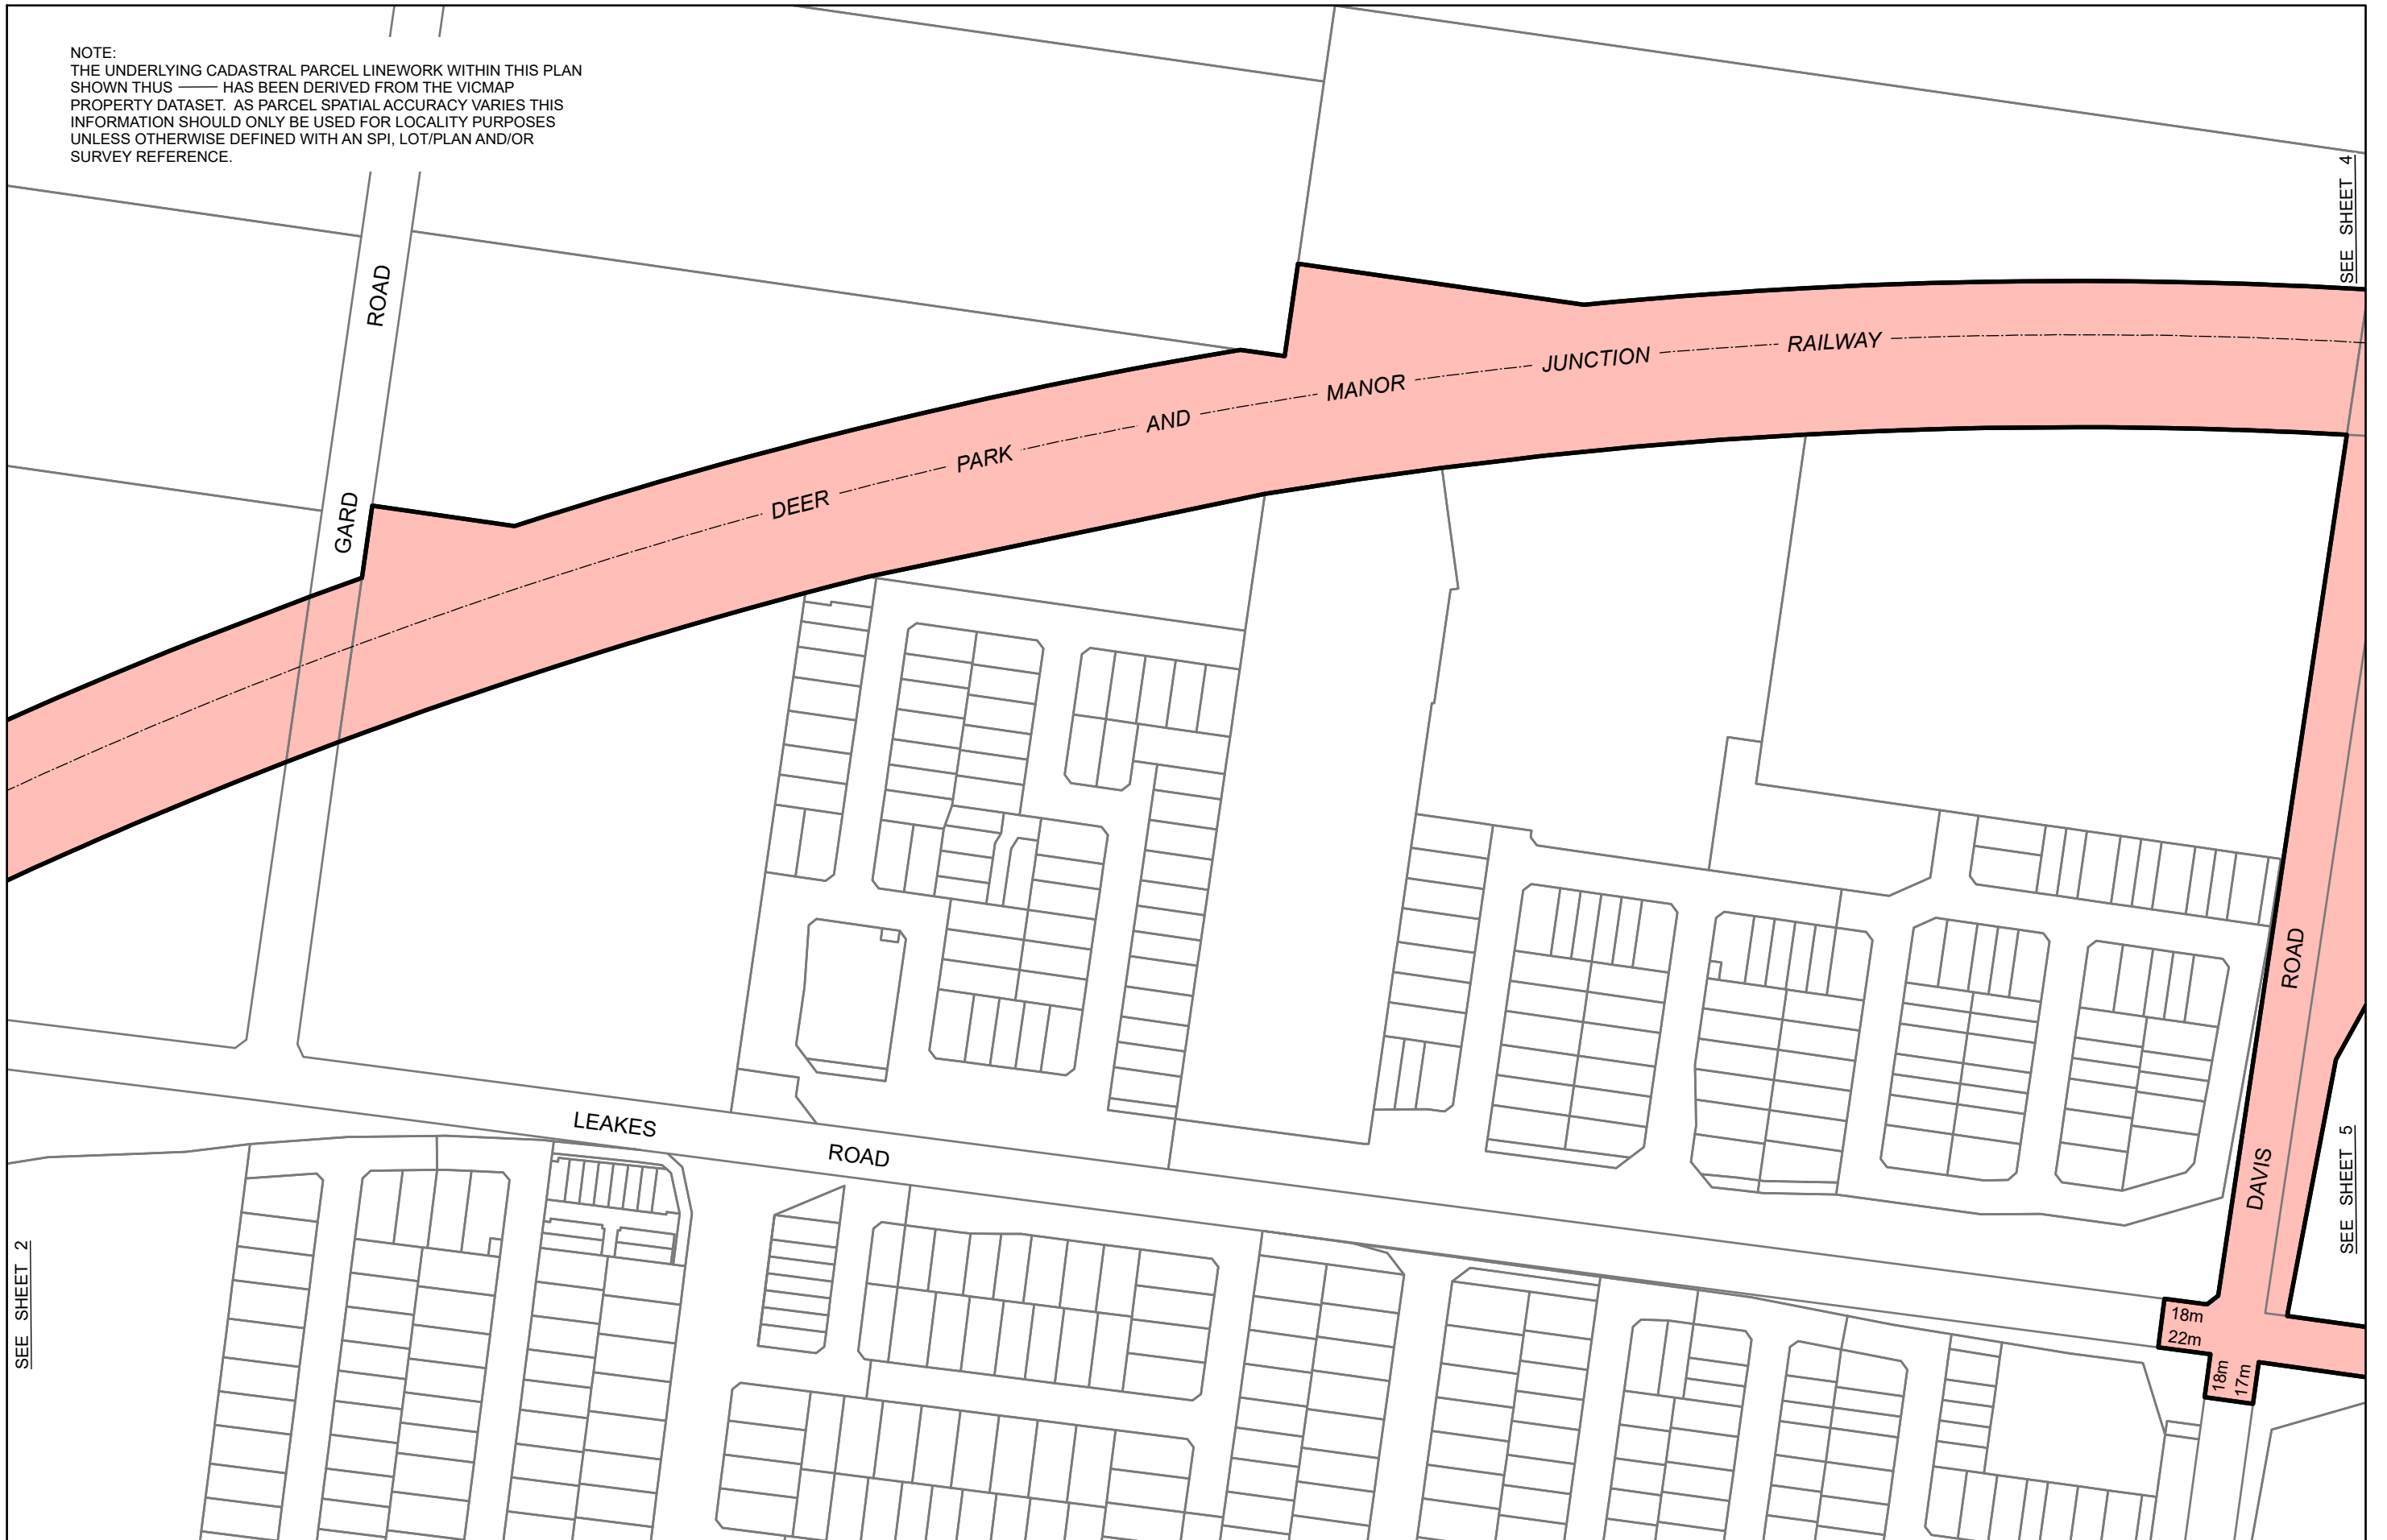 NOTE:
THE UNDERLYING CADASTRAL PARCEL LINEWORK WITHIN THIS PLAN
SHOWN THUS —— HAS BEEN DERIVED FROM THE VICMAP
PROPERTY DATASET. AS PARCEL SPATIAL ACCURACY VARIES THIS
INFORMATION SHOULD ONLY BE USED FOR LOCALITY PURPOSES
UNLESS OTHERWISE DEFINED WITH AN SPI, LOT/PLAN AND/OR
SURVEY REFERENCE.
SEE SHEET 4
GARD ROAD
DEER PARK AND MANOR JUNCTION RAILWAY
DAVIS ROAD
LEAKES ROAD
SEE SHEET 5
SEE SHEET 2
18m
22m
18m
17m